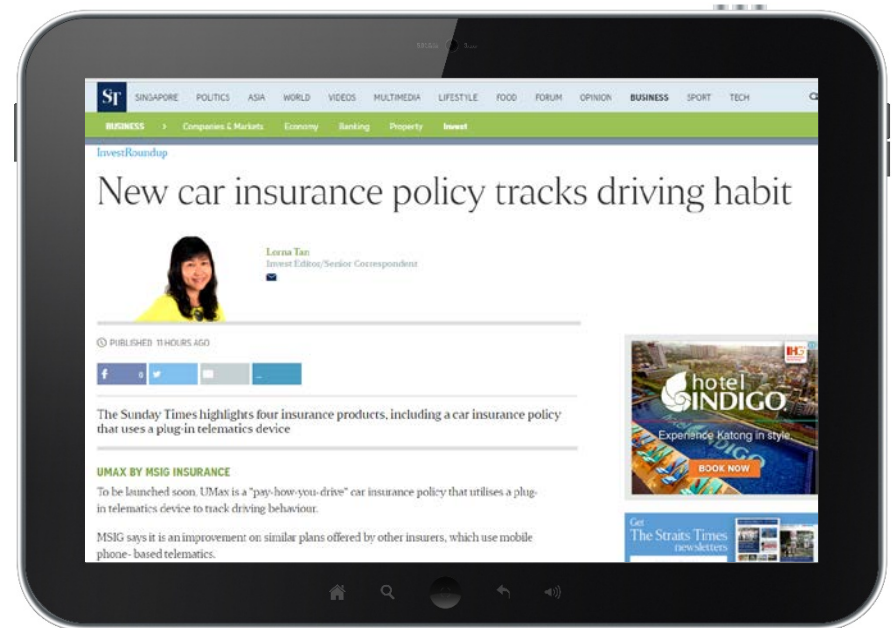 ST SINGAPORE POLITICS ASIA WORLD VIDEOS MULTIMEDIA LIFESTYLE FOOD FORUM OPINION BUSINESS SPORT TECH
BUSINESS > Companies & Markets Economy Banking Property Invest
InvestRoundup
New car insurance policy tracks driving habit
Lorna Tan
Invest Editor/Senior Correspondent
PUBLISHED 11 HOURS AGO
0
The Sunday Times highlights four insurance products, including a car insurance policy
that uses a plug-in telematics device
UMAX BY MSIG INSURANCE
To be launched soon, UMax is a "pay-how-you-drive" car insurance policy that utilises a plug-
in telematics device to track driving behaviour.
MSIG says it is an improvement on similar plans offered by other insurers, which use mobile
phone- based telematics.
IHG
hotel
INDIGO
Experience Katong in style.
BOOK NOW
Get
The Straits Times
newsletters